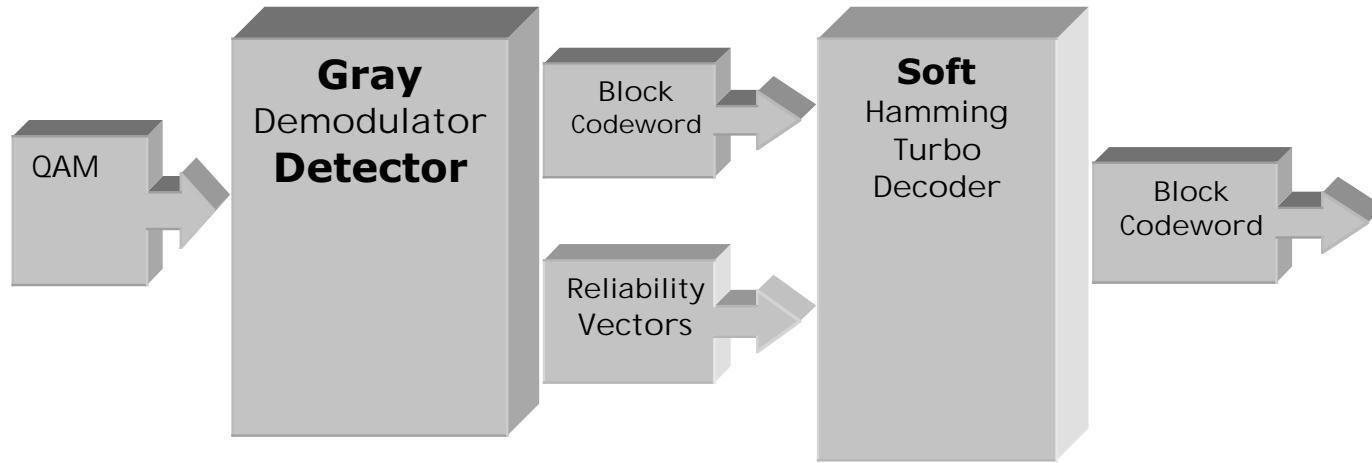 QAM
Gray
Demodulator
Detector
Block
Codeword
Reliability
Vectors
Soft
Hamming
Turbo
Decoder
Block
Codeword